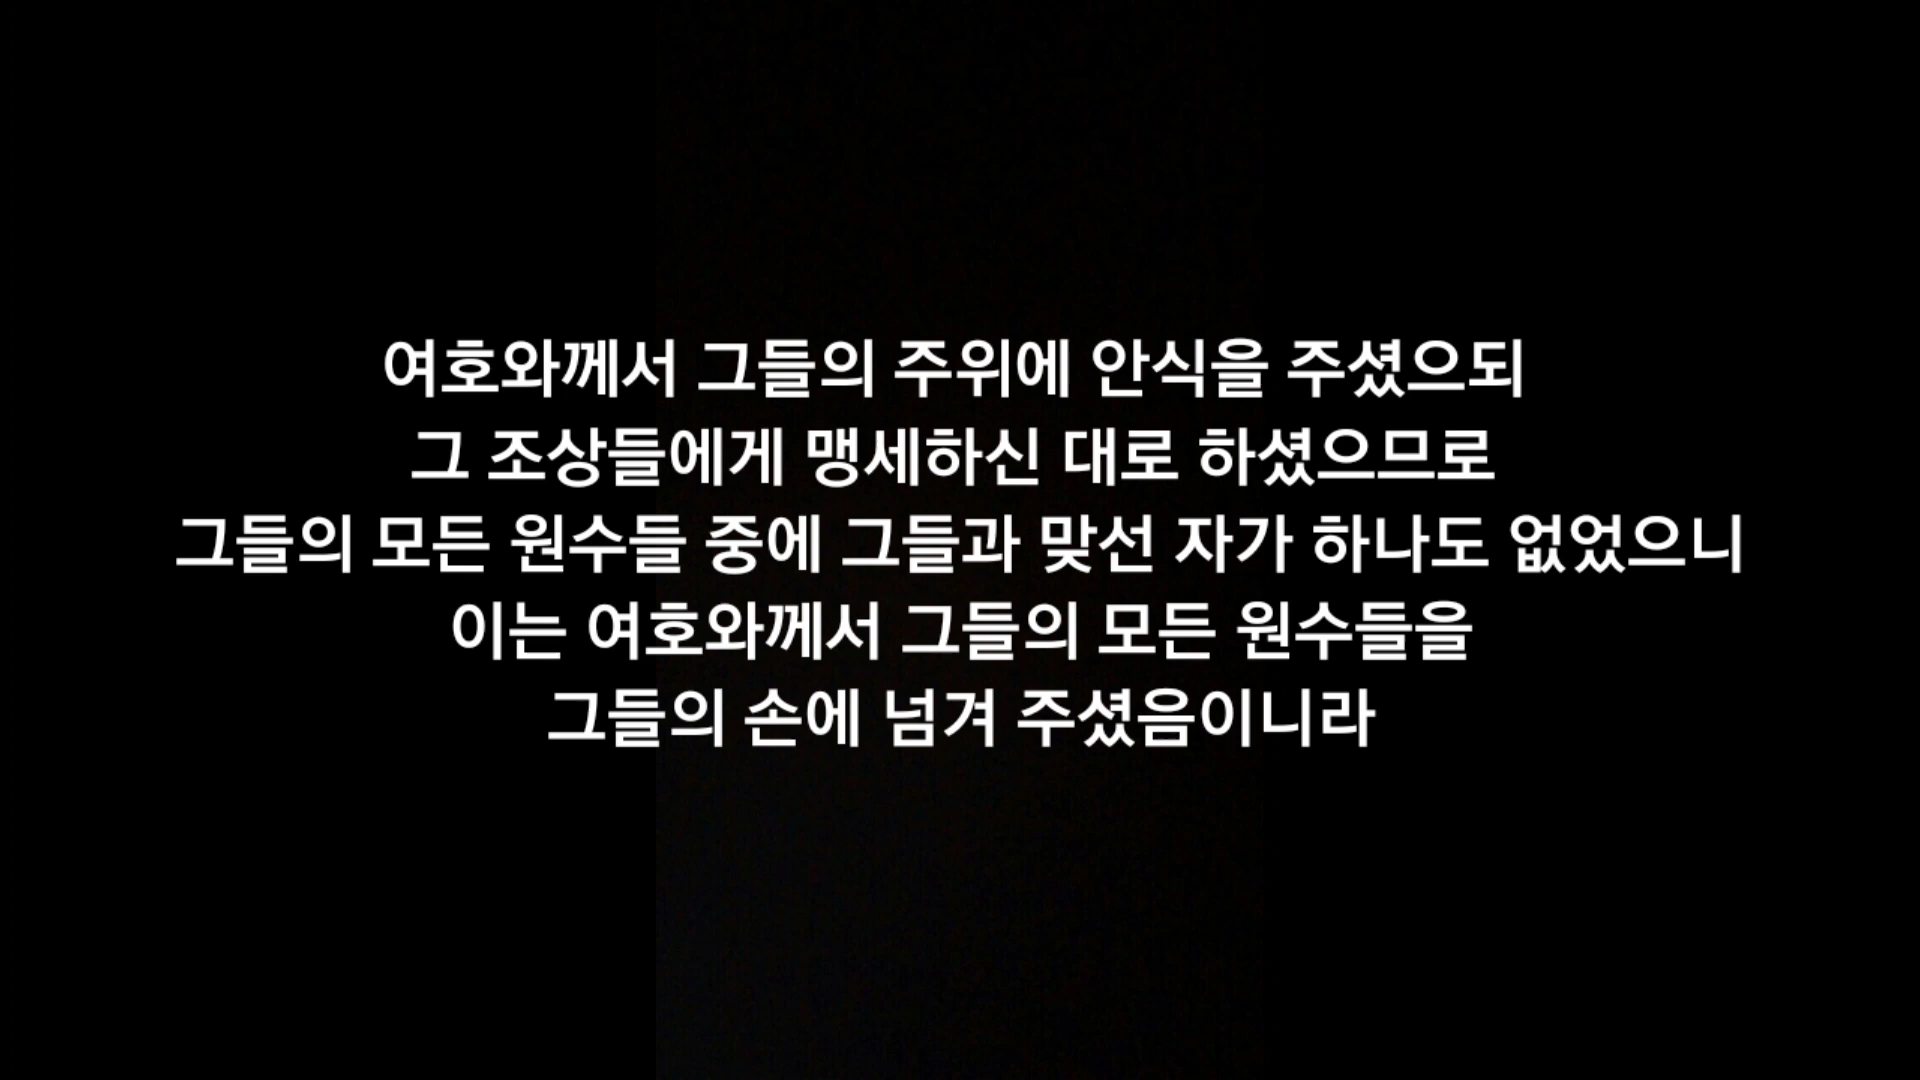 여호와께서 그들의 주위에 안식을 주셨으되
그 조상들에게 맹세하신 대로 하셨으므로
그들의 모든 원수들 중에 그들과 맞선 자가 하나도 없었으니
이는 여호와께서 그들의 모든 원수들을
그들의 손에 넘겨 주셨음이니라